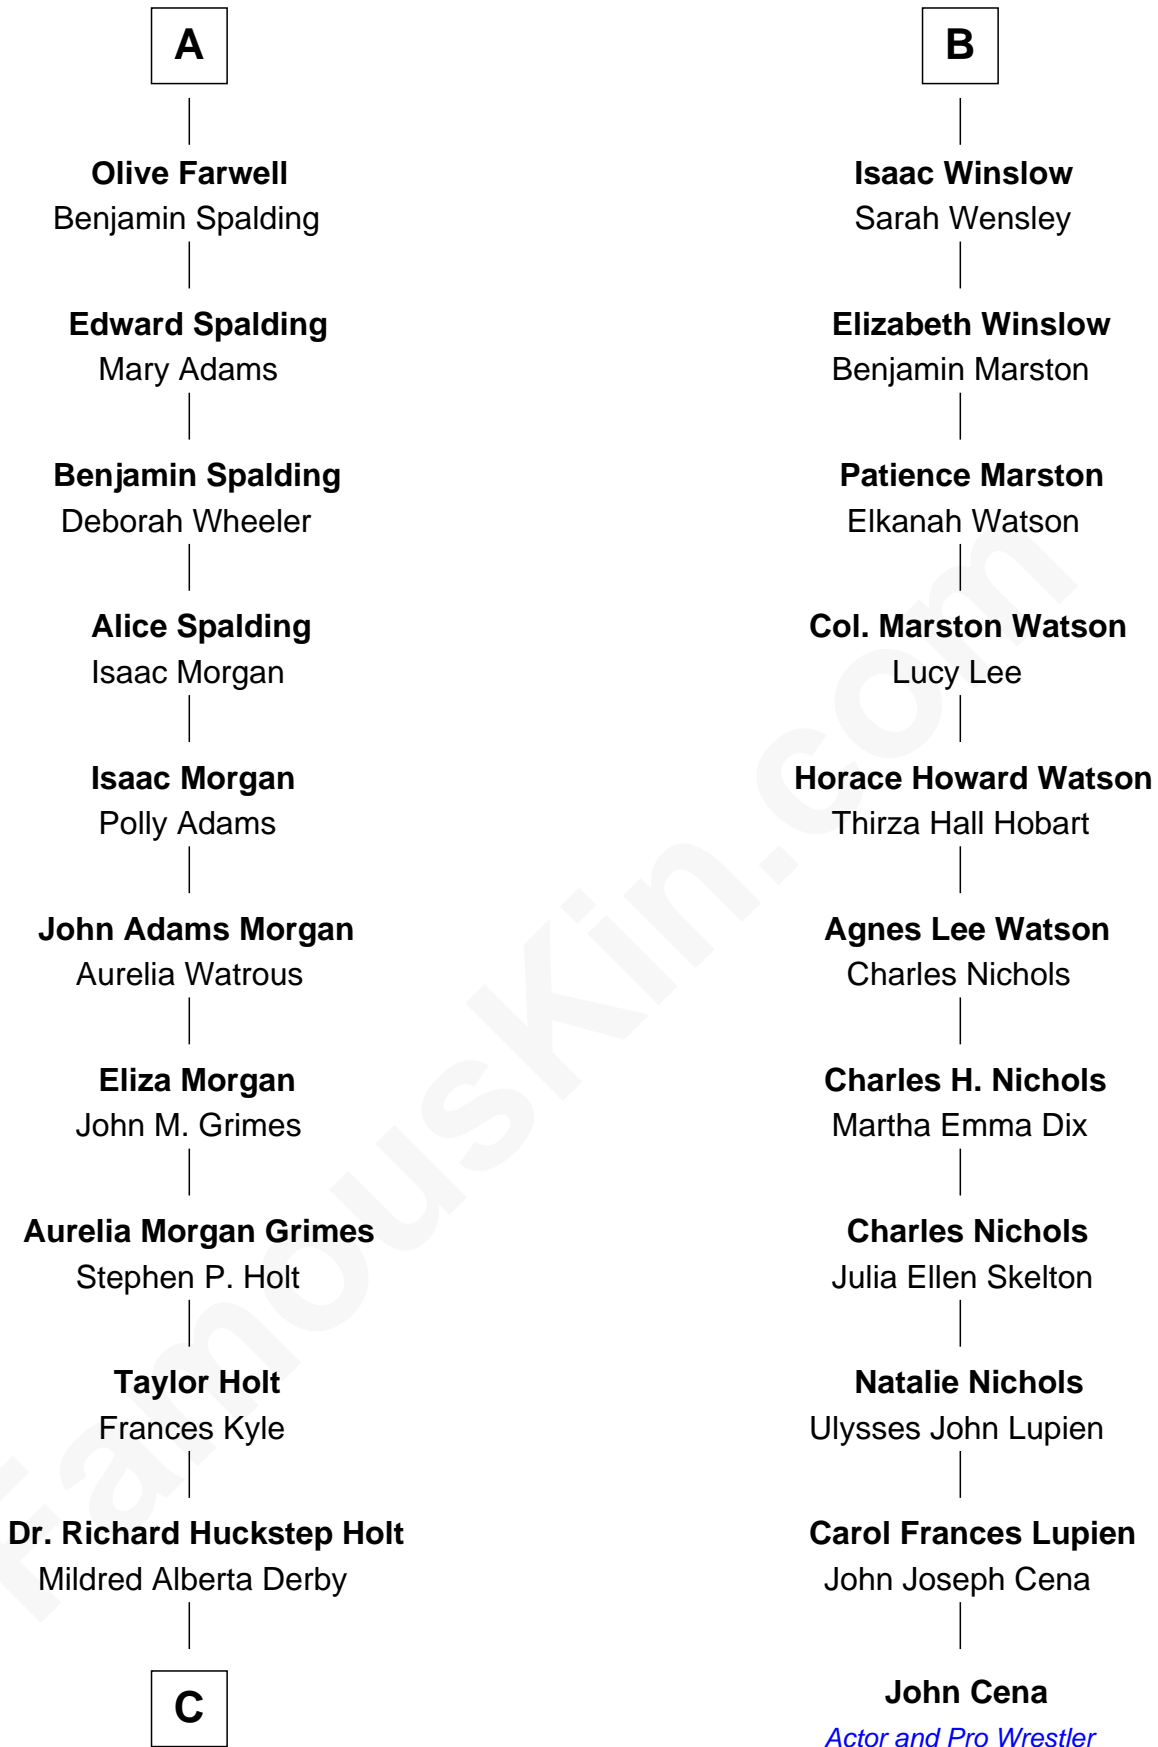 A
Olive Farwell
Benjamin Spalding
Edward Spalding
Mary Adams
Benjamin Spalding
Deborah Wheeler
Alice Spalding
Isaac Morgan
Isaac Morgan
Polly Adams
John Adams Morgan
Aurelia Watrous
Eliza Morgan
John M. Grimes
Aurelia Morgan Grimes
Stephen P. Holt
Taylor Holt
Frances Kyle
Dr. Richard Huckstep Holt
Mildred Alberta Derby
C
B
Isaac Winslow
Sarah Wensley
Elizabeth Winslow
Benjamin Marston
Patience Marston
Elkanah Watson
Col. Marston Watson
Lucy Lee
Horace Howard Watson
Thirza Hall Hobart
Agnes Lee Watson
Charles Nichols
Charles H. Nichols
Martha Emma Dix
Charles Nichols
Julia Ellen Skelton
Natalie Nichols
Ulysses John Lupien
Carol Frances Lupien
John Joseph Cena
John Cena
Actor and Pro Wrestler
FamousKin.com